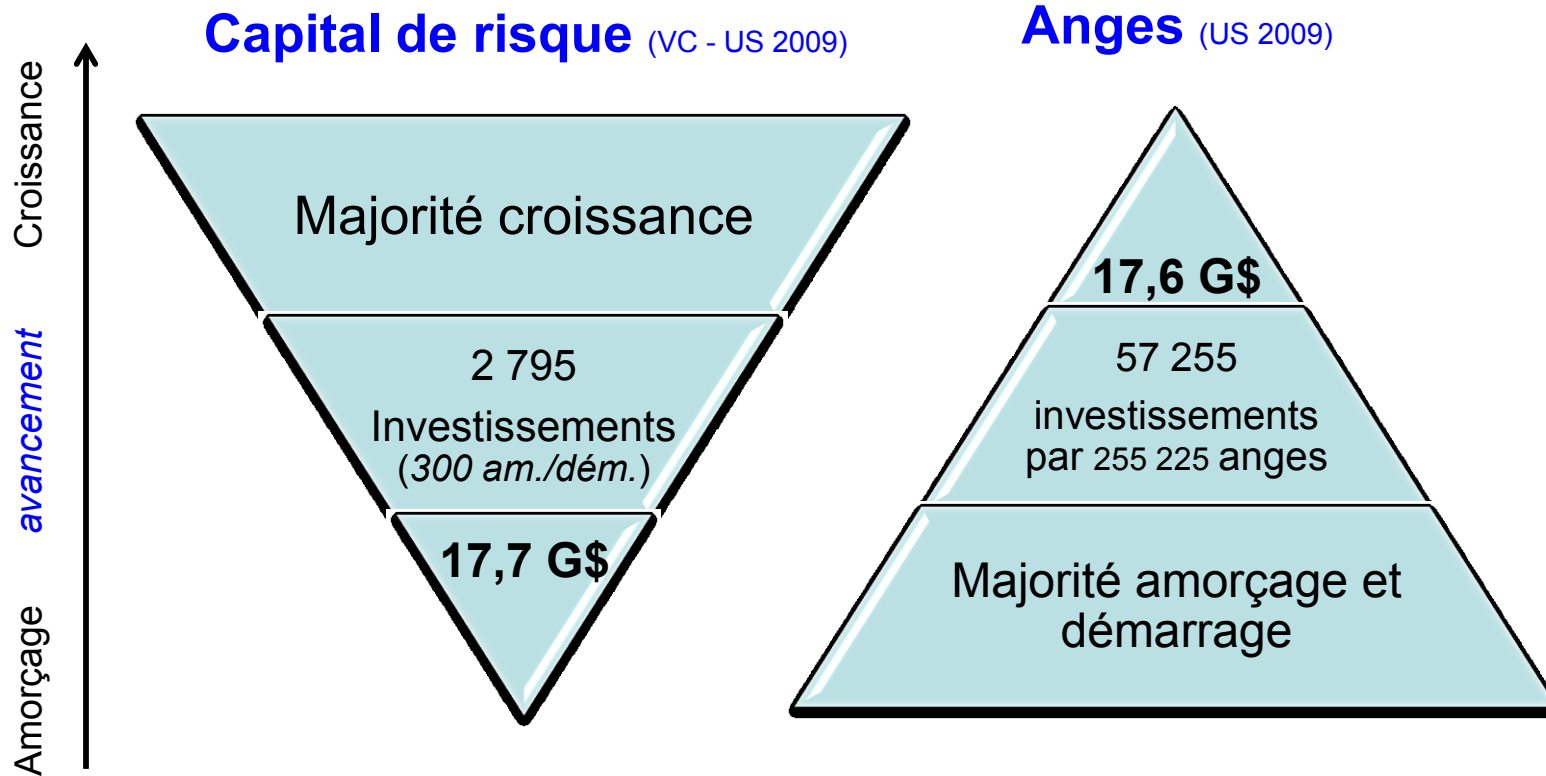 Capital de risque (VC - US 2009)
Anges (US 2009)
Croissance
avancement
Amorçage
Majorité croissance
2 795
Investissements
(300 am./dém.)
17,7 G$
17,6 G$
57 255
investissements
par 255 225 anges
Majorité amorçage et
démarrage